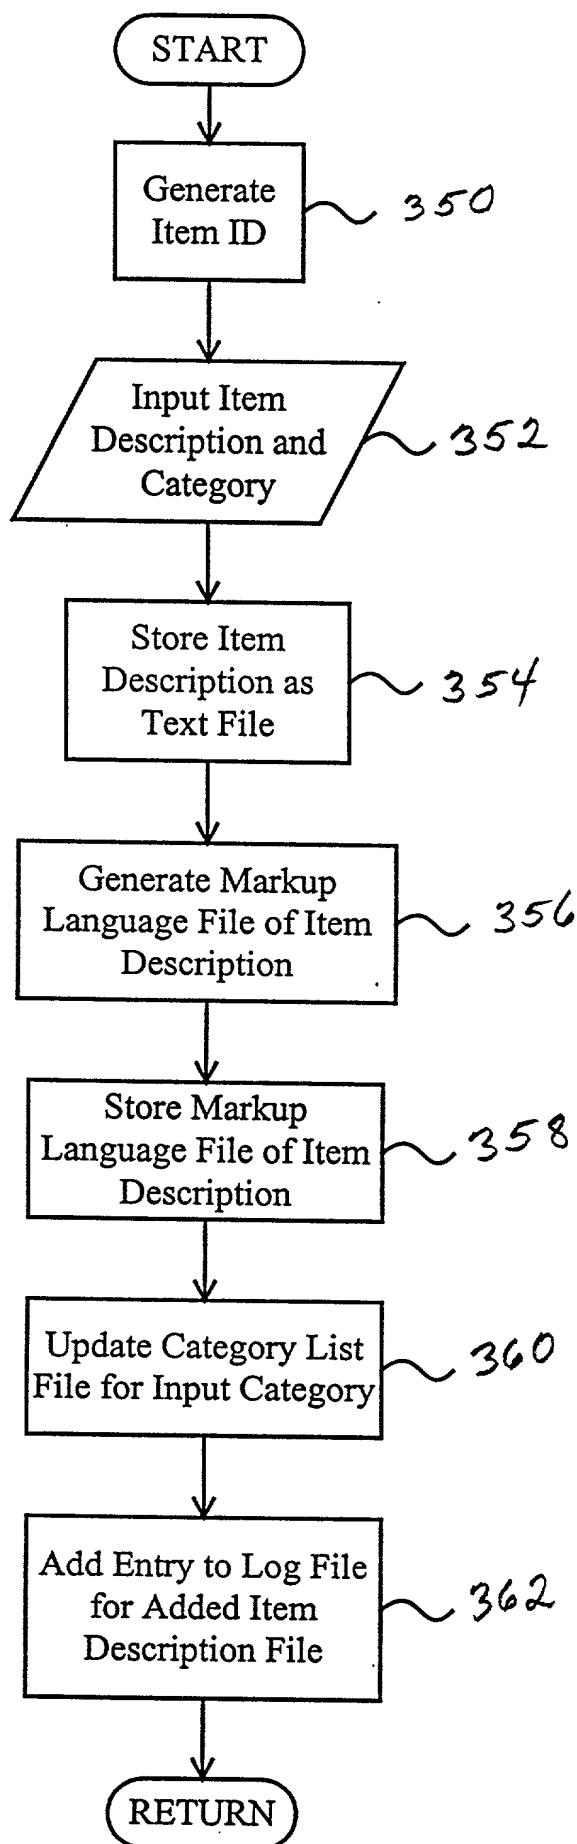 START
Generate
Item ID
350
Input Item
Description and
Category
352
Store Item
Description as
Text File
354
Generate Markup
Language File of Item
Description
356
Store Markup
Language File of Item
Description
358
Update Category List
File for Input Category
360
Add Entry to Log File
for Added Item
Description File
362
RETURN